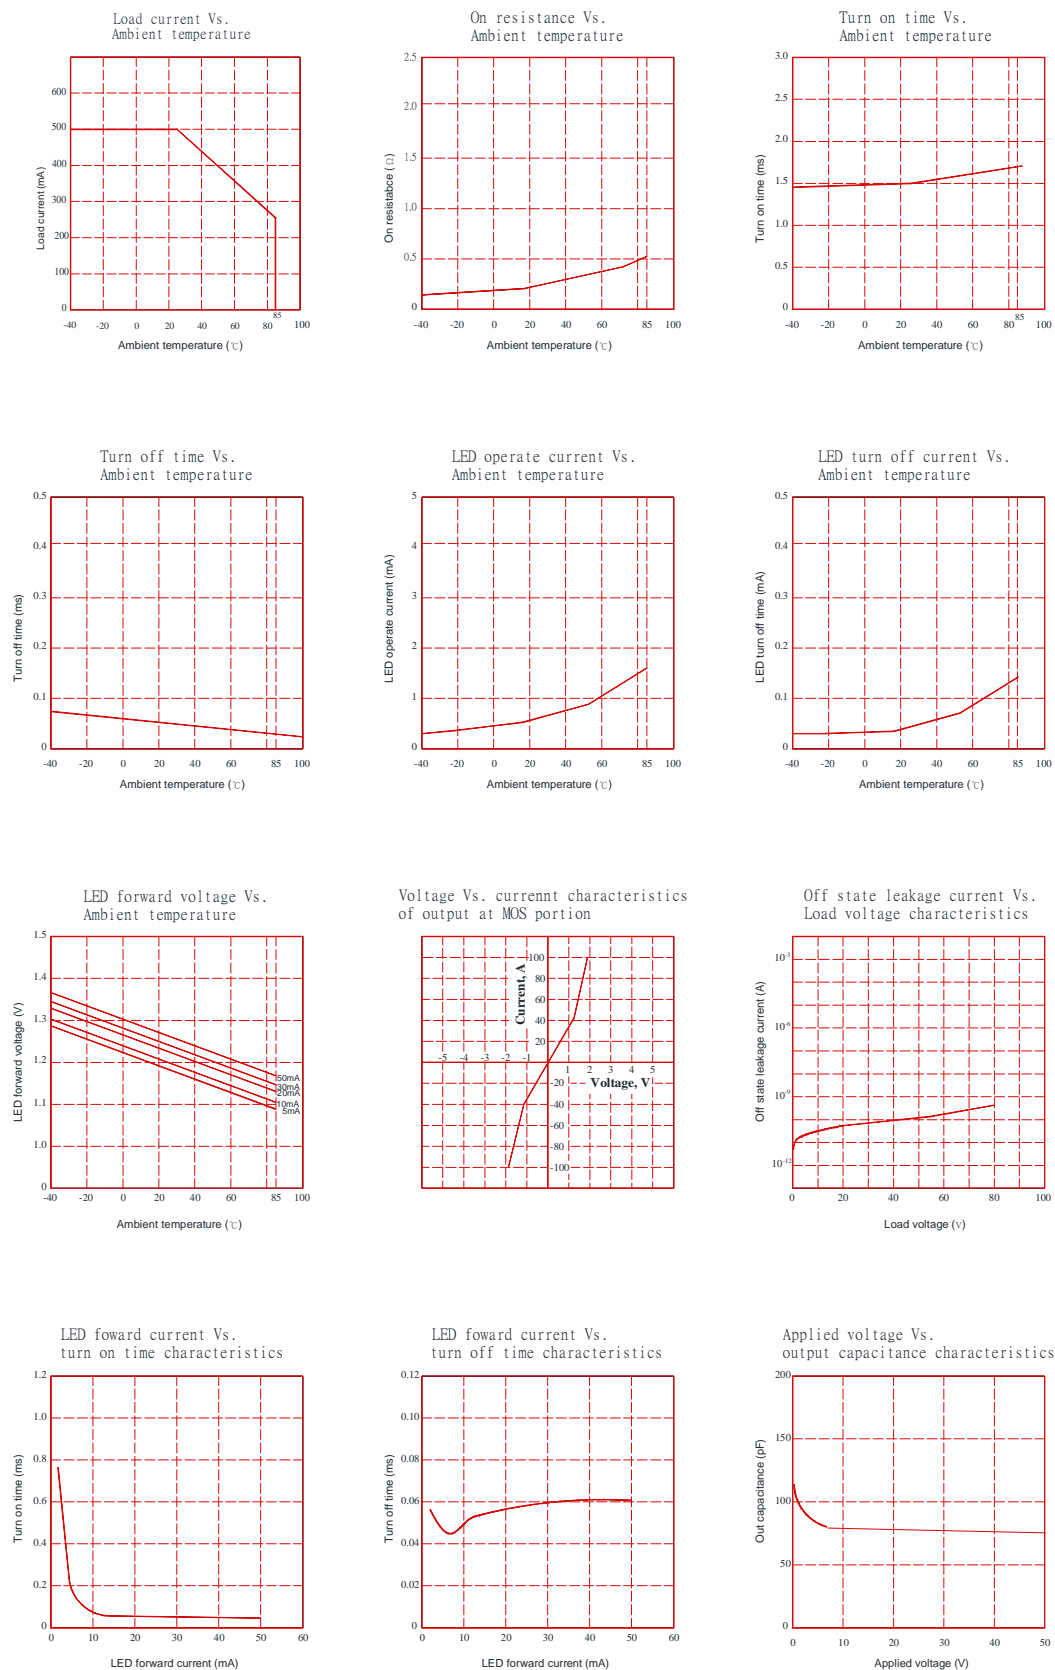 Load current Vs.
Ambient temperature
600
500
400
300
200
100
0
Load current (mA)
-40 -20 0 20 40 60 80 85 100
Ambient temperature (℃)
On resistance Vs.
Ambient temperature
2.5
2.0
1.5
1.0
0.5
0
On resistabce (Ω)
-40 -20 0 20 40 60 85 100
Ambient temperature (℃)
Turn on time Vs.
Ambient temperature
3.0
2.5
2.0
1.5
1.0
0.5
0
Turn on time (ms)
-40 -20 0 20 40 60 80 85 100
Ambient temperature (℃)
Turn off time Vs.
Ambient temperature
0.5
0.4
0.3
0.2
0.1
0
Turn off time (ms)
-40 -20 0 20 40 60 85 100
Ambient temperature (℃)
LED operate current Vs.
Ambient temperature
5
4
3
2
1
0
LED operate current (mA)
-40 -20 0 20 40 60 85 100
Ambient temperature (℃)
LED turn off current Vs.
Ambient temperature
0.5
0.4
0.3
0.2
0.1
0
LED turn off time (mA)
-40 -20 0 20 40 60 85 100
Ambient temperature (℃)
LED forward voltage Vs.
Ambient temperature
1.5
1.4
1.3
1.2
1.1
1.0
0
LED forward voltage (V)
50mA
30mA
20mA
10mA
5mA
-40 -20 0 20 40 60 85 100
Ambient temperature (℃)
Voltage Vs. currennt characteristics
of output at MOS portion
100
80
60
40
20
Current, A
-5 -4 -3 -2 -1
1 2 3 4 5
Voltage, V
-20
-40
-60
-80
-100
Off state leakage current Vs.
Load voltage characteristics
10-3
10-6
10-9
10-12
Off state leakage current (A)
0 20 40 60 80 100
Load voltage (V)
LED foward current Vs.
turn on time characteristics
1.2
1.0
0.8
0.6
0.4
0.2
0
Turn on time (ms)
0 10 20 30 40 50 60
LED forward current (mA)
LED foward current Vs.
turn off time characteristics
0.12
0.10
0.08
0.06
0.04
0.02
0
Turn off time (ms)
0 10 20 30 40 50 60
LED forward current (mA)
Applied voltage Vs.
output capacitance characteristics
200
150
100
50
0
Out capacitance (pF)
0 10 20 30 40 50
Applied voltage (V)